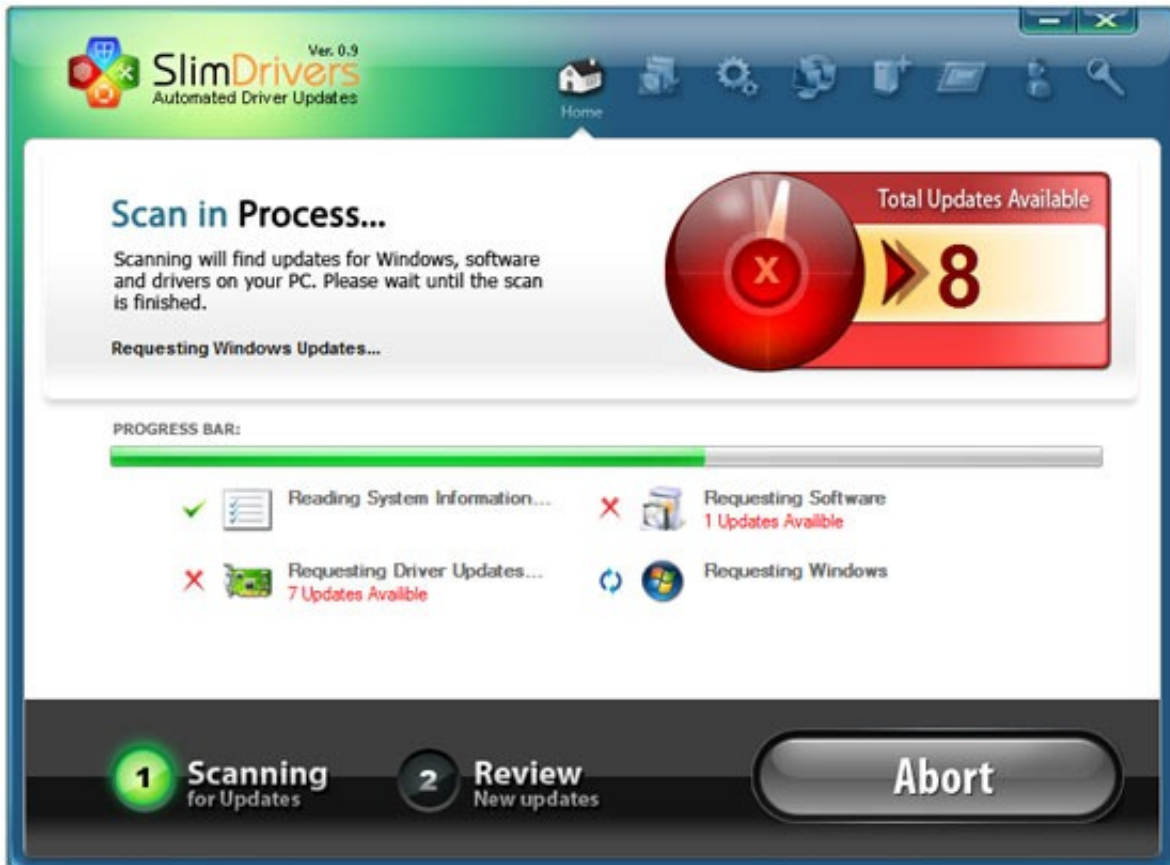 Ver. 0.9
SlimDrivers
Automated Driver Updates
Home
Scan in Process...
Scanning will find updates for Windows, software
and drivers on your PC. Please wait until the scan
is finished.
Requesting Windows Updates...
Total Updates Available
X
8
PROGRESS BAR:
Reading System Information...
Requesting Software
1 Updates Availible
Requesting Driver Updates...
7 Updates Availible
Requesting Windows
1 Scanning
for Updates
2 Review
New updates
Abort